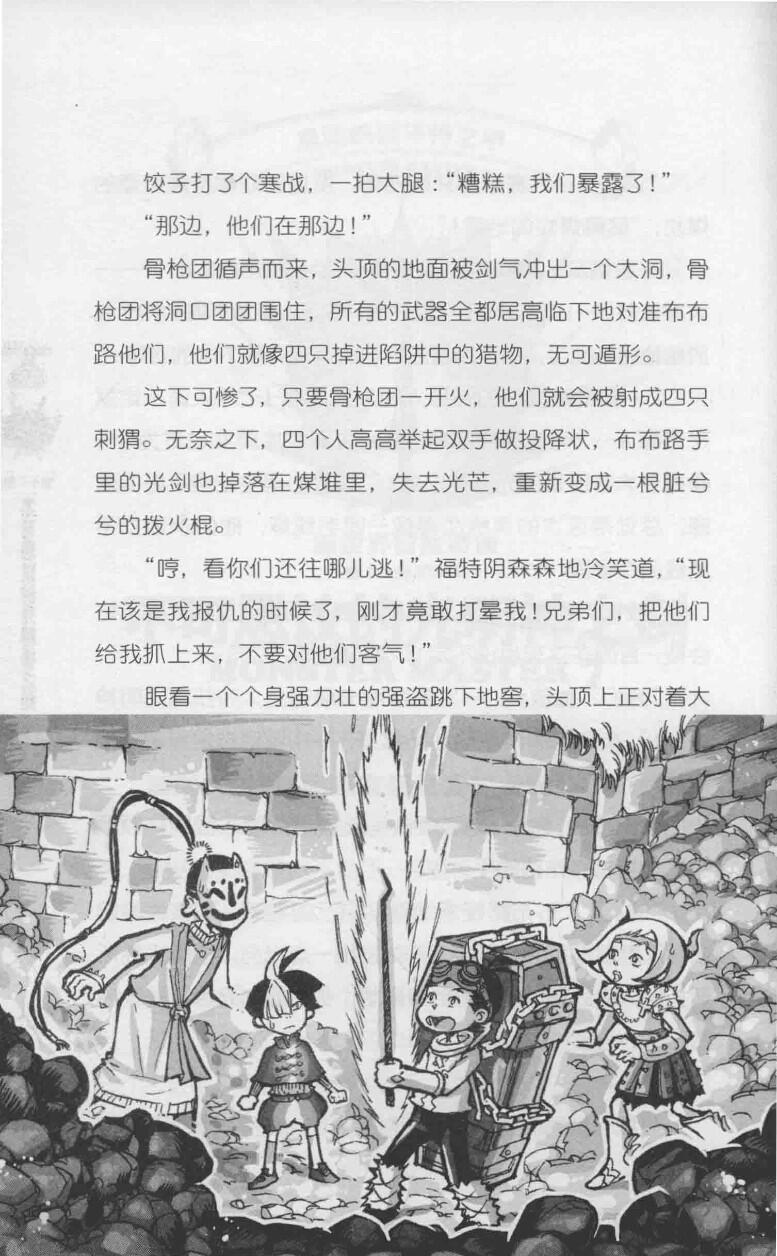 饺子打了个寒战，一拍大腿：“糟糕，我们暴露了！”
“那边，他们在那边！”
骨枪团循声而来，头顶的地面被剑气冲出一个大洞，骨
枪团将洞口团团围住，所有的武器全都居高临下地对准布布
路他们，他们就像四只掉进陷阱中的猎物，无可遁形。
这下可惨了，只要骨枪团一开火，他们就会被射成四只
刺猬。无奈之下，四个人高高举起双手做投降状，布布路手
里的光剑也掉落在煤堆里，失去光芒，重新变成一根脏兮
兮的拨火棍。
“哼，看你们还往哪儿逃！”福特阴森森地冷笑道，“现
在该是我报仇的时候了，刚才竟敢打晕我！兄弟们，把他们
给我抓上来，不要对他们客气！”
眼看一个个身强力壮的强盗跳下地窖，头顶上正对着大